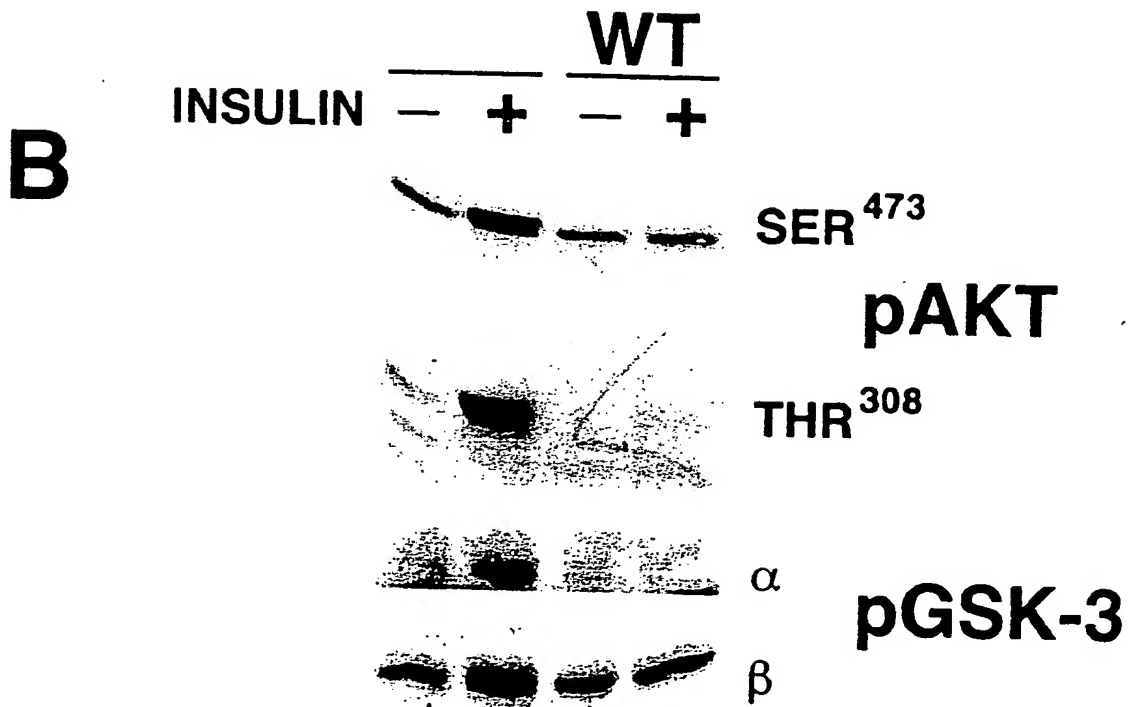 WT
INSULIN − + − +
B
SER473
pAKT
THR308
α
pGSK-3
β